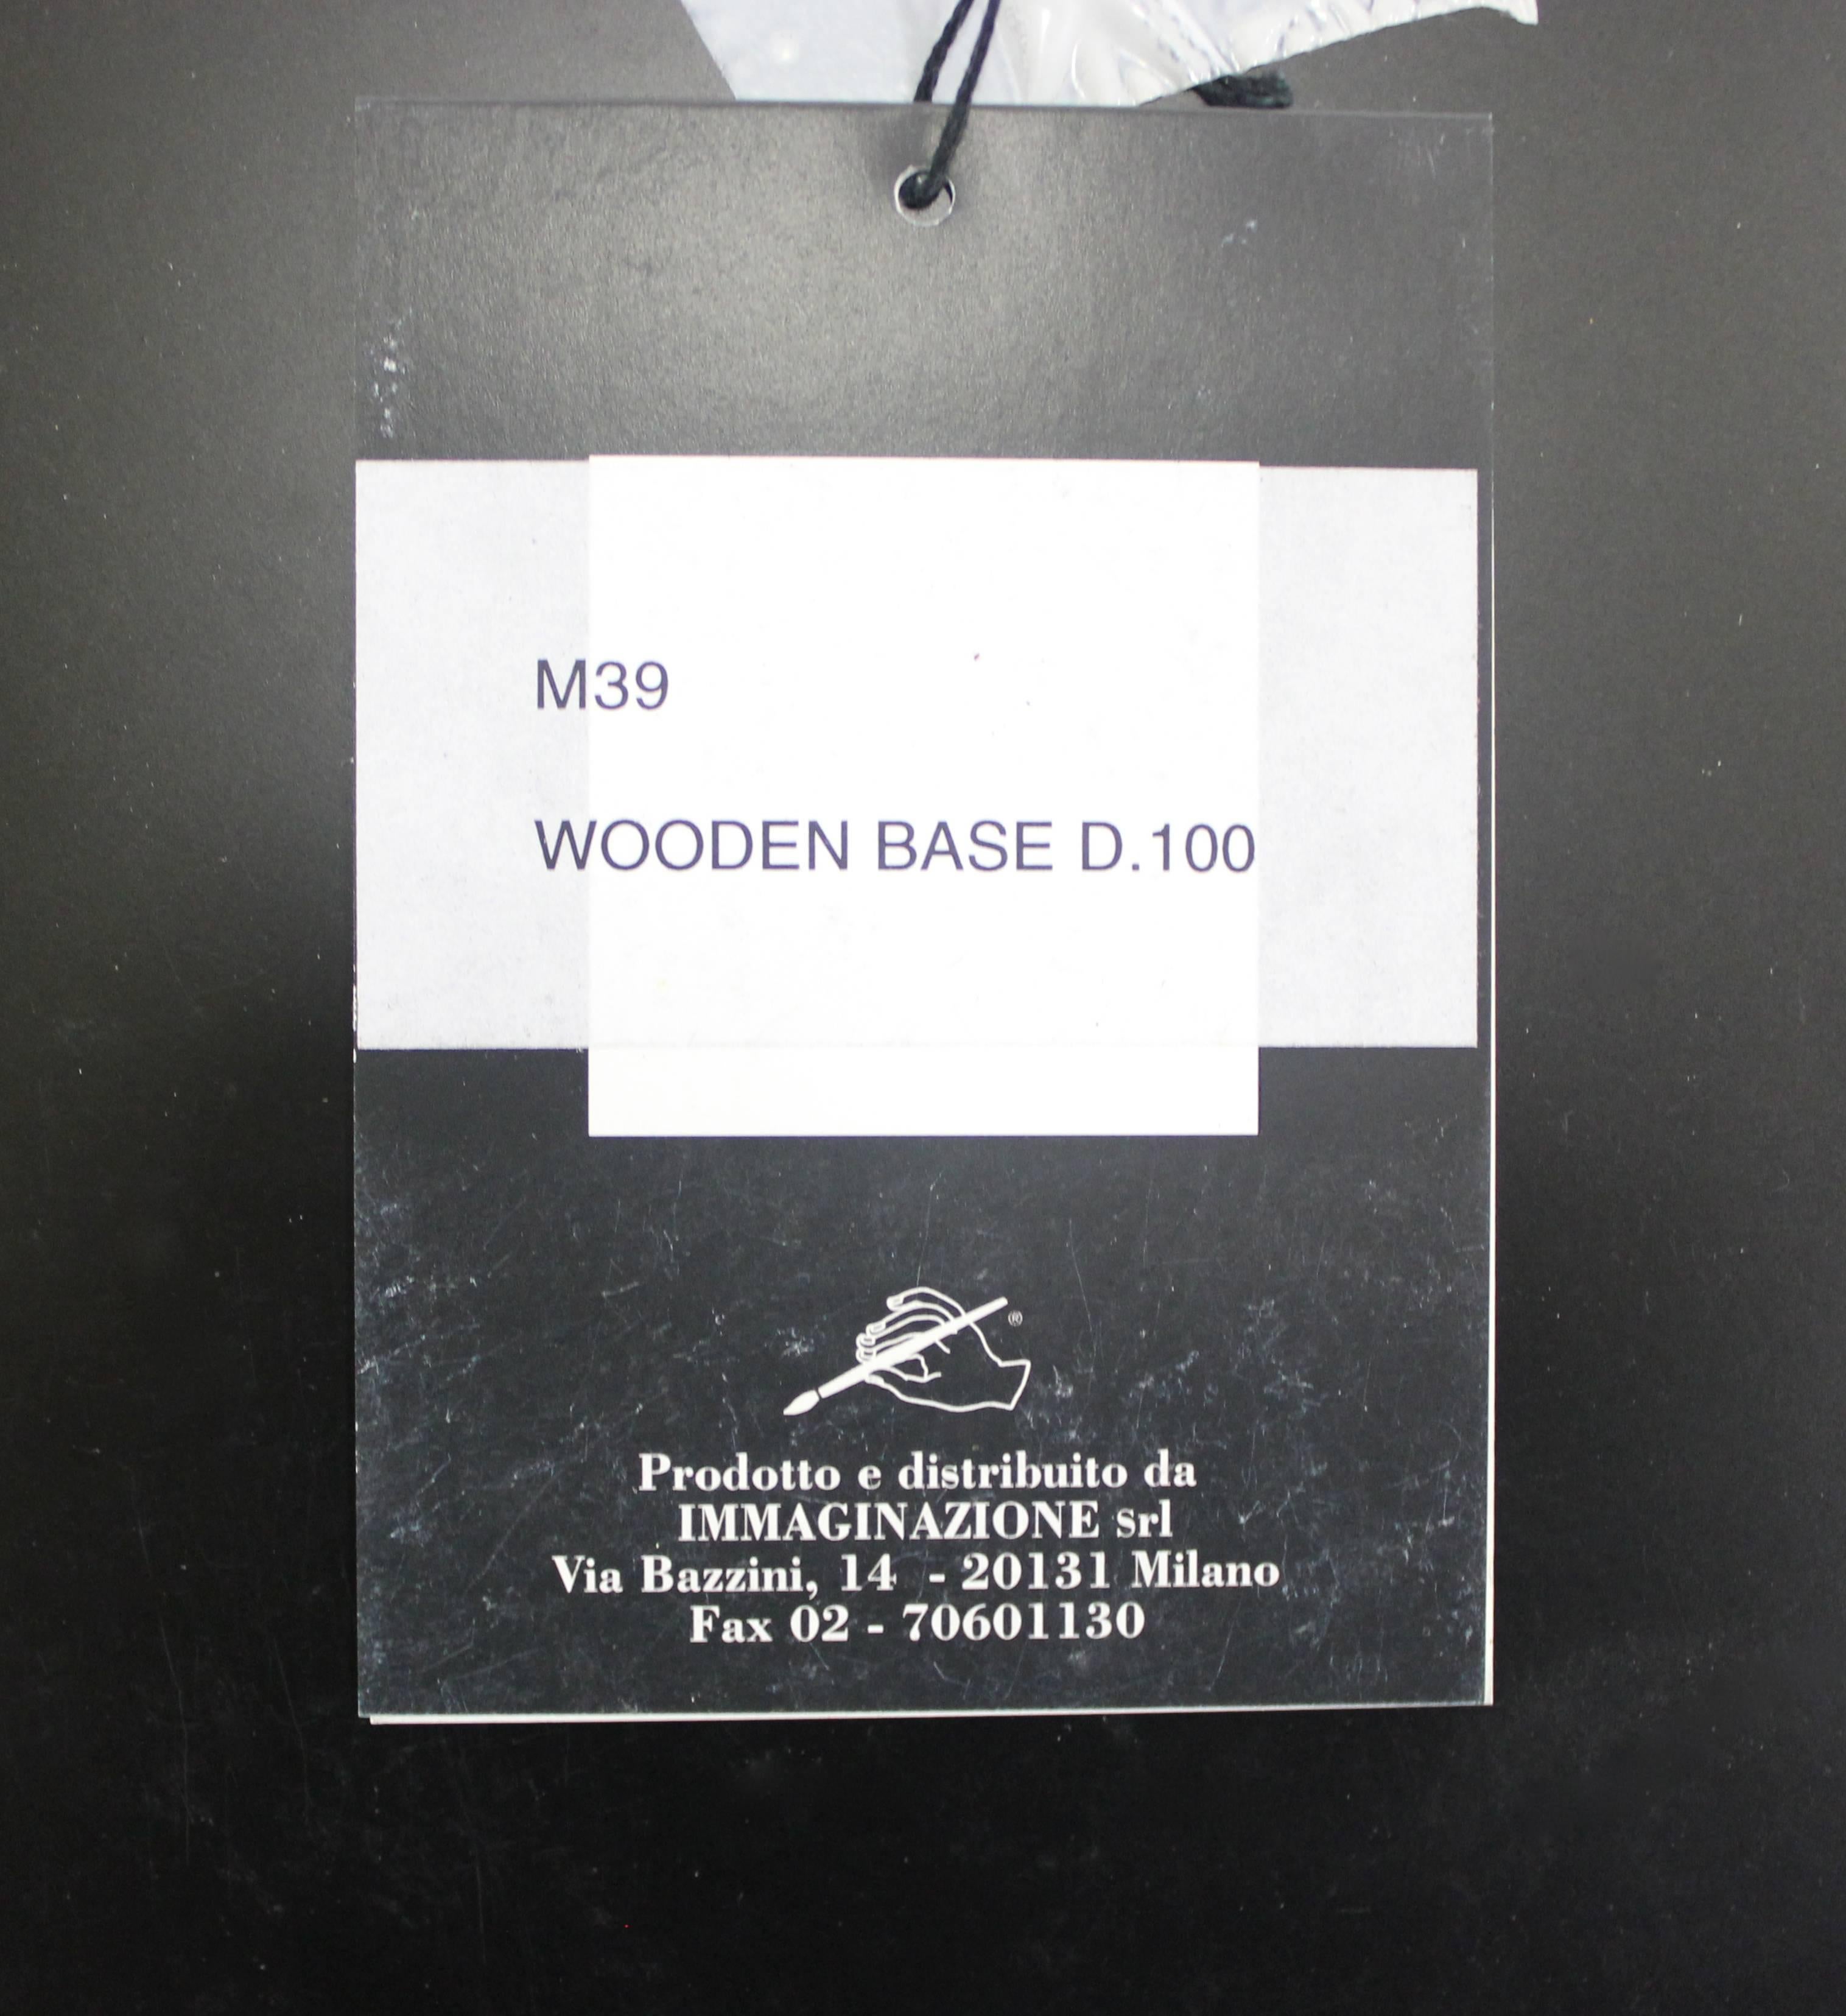 M39
WOODEN BASE D.100
®
Prodotto e distribuito da
IMMAGINAZIONE srl
Via Bazzini, 14 - 20131 Milano
Fax 02 - 70601130